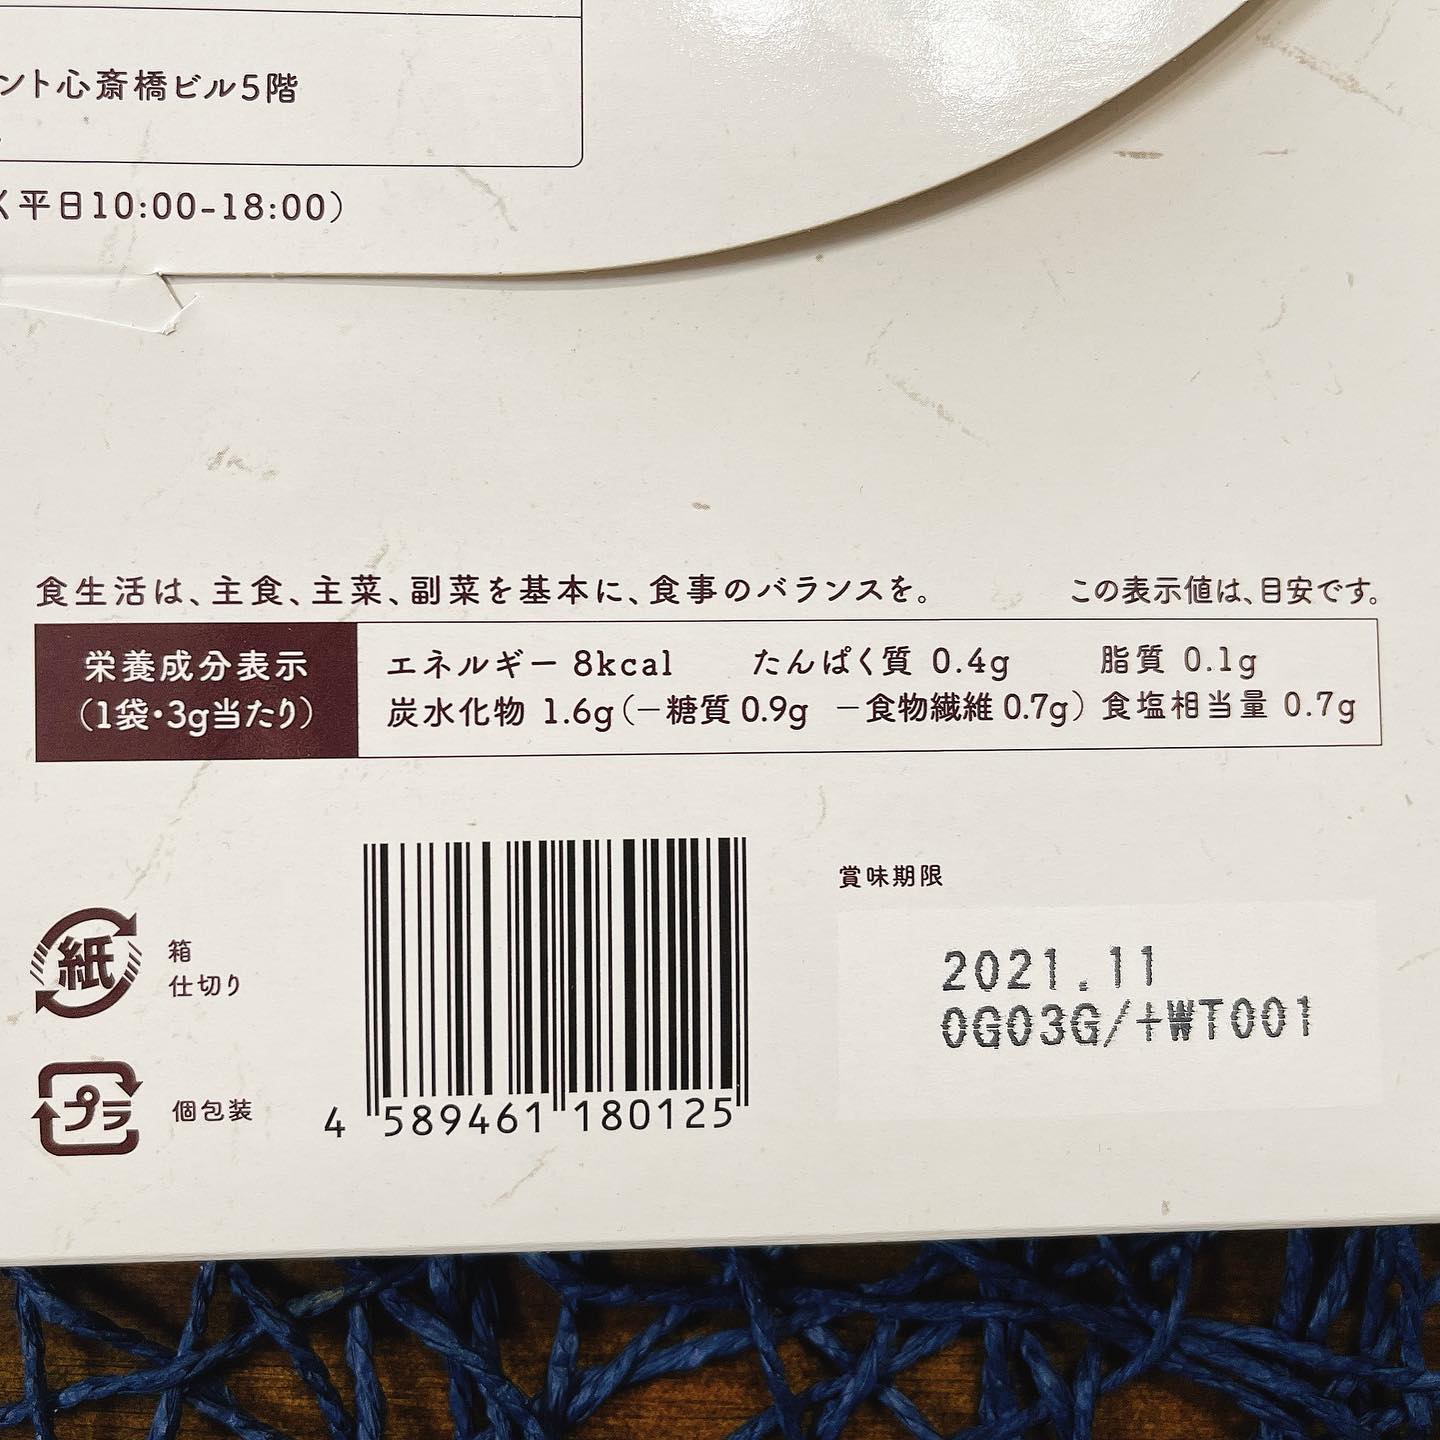 ント心斎橋ビル5階
く平日10:00-18:00）
食生活は、主食、主菜、副菜を基本に、食事のバランスを。
この表示値は、目安です。
栄養成分表示
（1袋・3g当たり）
エネルギー 8kcal たんぱく質 0.4g 脂質 0.1g
炭水化物 1.6g（－糖質 0.9g －食物繊維 0.7g） 食塩相当量 0.7g
紙
箱
仕切り
プラ
個包装
4 589461 180125
賞味期限
2021.11
0G03G/+WT001